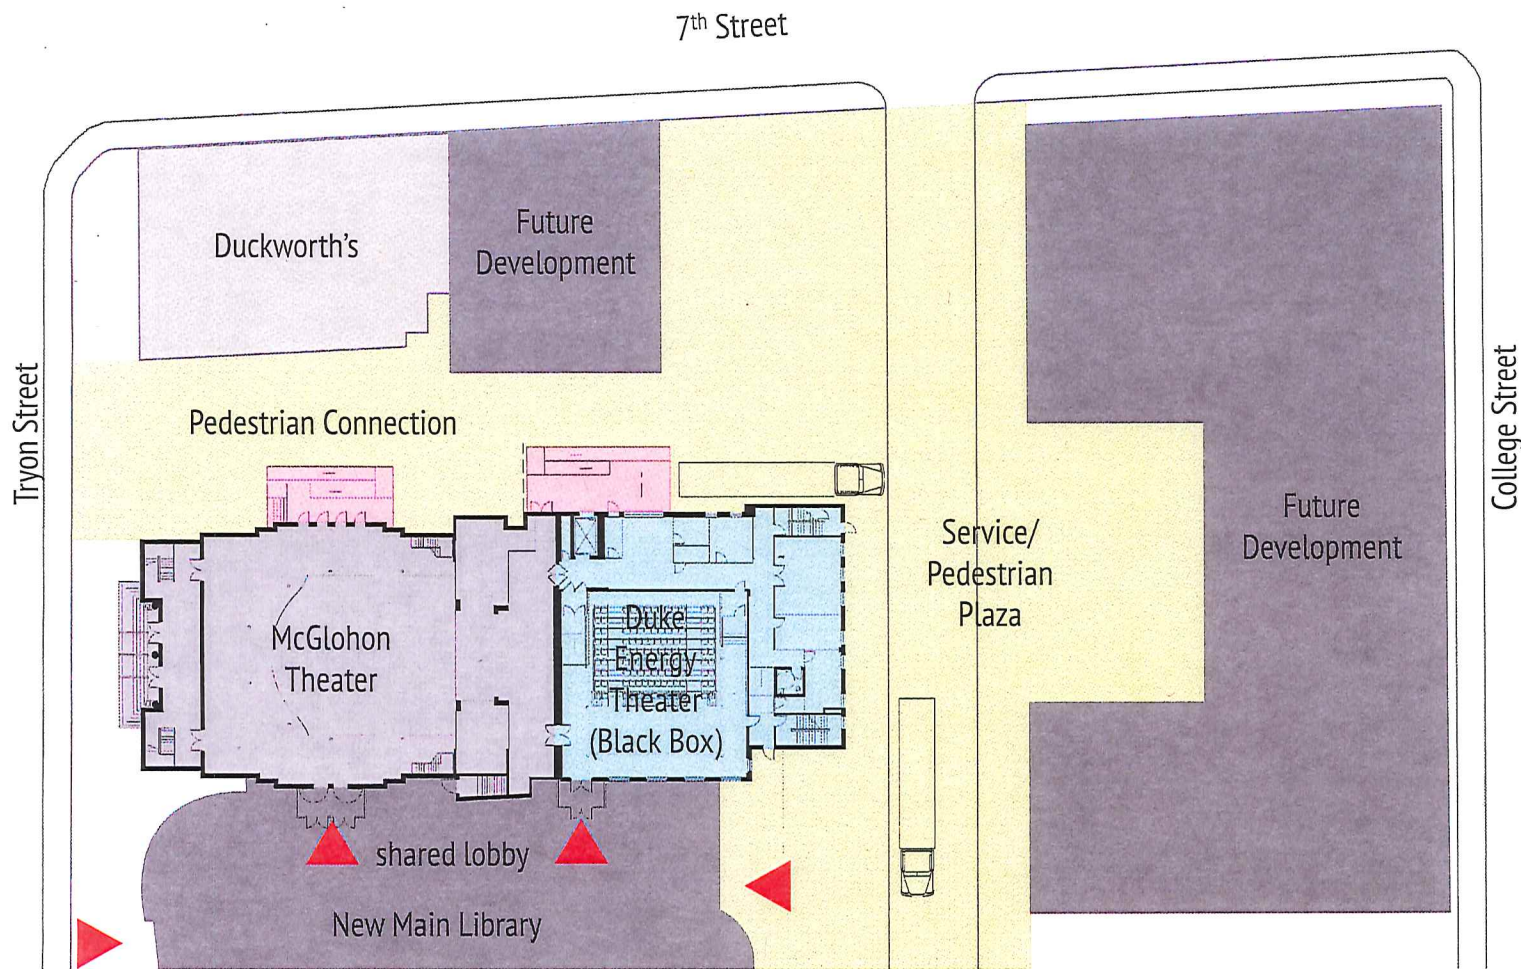 7th Street
Duckworth's
Future
Development
Tryon Street
College Street
Pedestrian Connection
Future
Development
Service/
Pedestrian
Plaza
McGlohon
Theater
Duke
Energy
Theater
(Black Box)
shared lobby
New Main Library